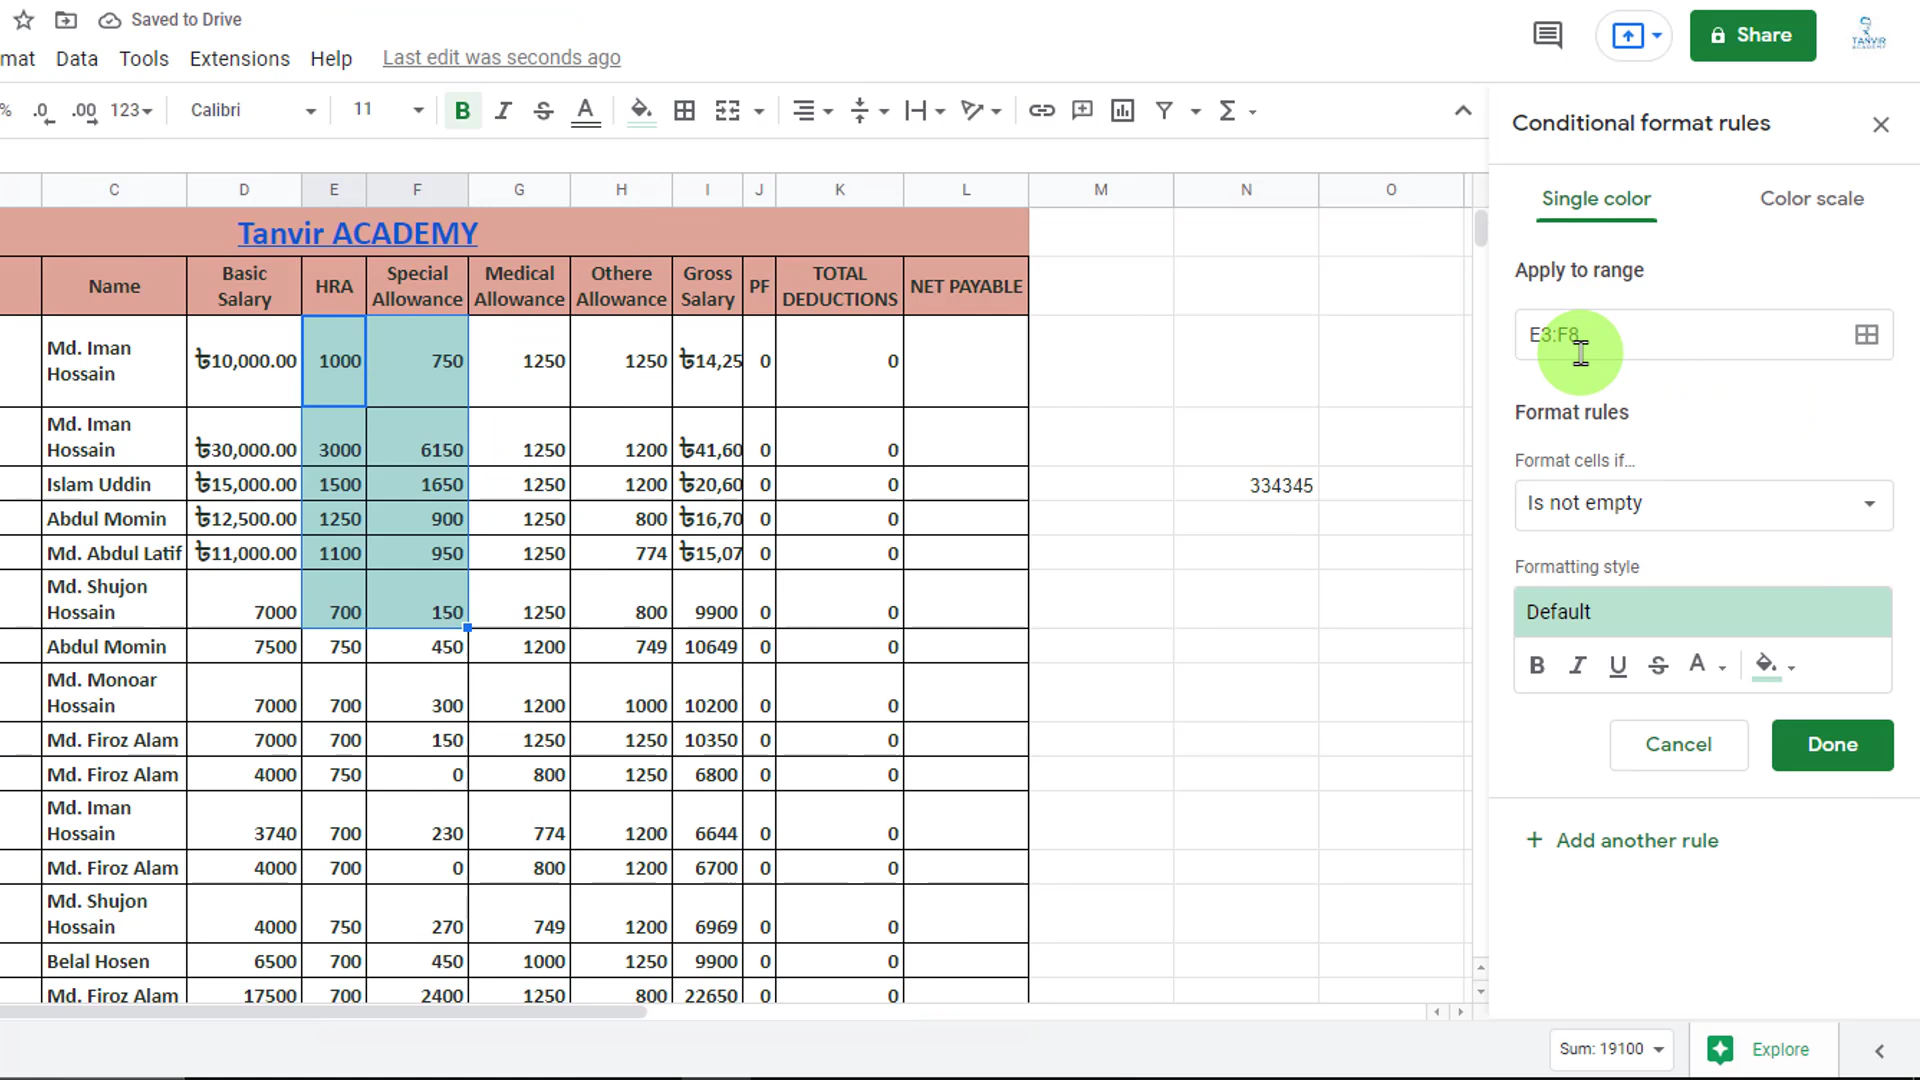 Saved to Drive
mat Data Tools Extensions Help Last edit was seconds ago
Share
TANVIR
% .0 .00 123 Calibri 11 B I S A Σ
Conditional format rules
Single color Color scale
C D E F G H I J K L M N O
Tanvir ACADEMY
Name Basic Salary HRA Special Allowance Medical Allowance Othere Allowance Gross Salary PF TOTAL DEDUCTIONS NET PAYABLE
Md. Iman Hossain ৳10,000.00 1000 750 1250 1250 ৳14,25 0 0
Md. Iman Hossain ৳30,000.00 3000 6150 1250 1200 ৳41,60 0 0
Islam Uddin ৳15,000.00 1500 1650 1250 1200 ৳20,60 0 0 334345
Abdul Momin ৳12,500.00 1250 900 1250 800 ৳16,70 0 0
Md. Abdul Latif ৳11,000.00 1100 950 1250 774 ৳15,07 0 0
Md. Shujon Hossain 7000 700 150 1250 800 9900 0 0
Abdul Momin 7500 750 450 1200 749 10649 0 0
Md. Monoar Hossain 7000 700 300 1200 1000 10200 0 0
Md. Firoz Alam 7000 700 150 1250 1250 10350 0 0
Md. Firoz Alam 4000 750 0 800 1250 6800 0 0
Md. Iman Hossain 3740 700 230 774 1200 6644 0 0
Md. Firoz Alam 4000 700 0 800 1200 6700 0 0
Md. Shujon Hossain 4000 750 270 749 1200 6969 0 0
Belal Hosen 6500 700 450 1000 1250 9900 0 0
Md. Firoz Alam 17500 700 2400 1250 800 22650 0 0
Apply to range
E3:F8
Format rules
Format cells if…
Is not empty
Formatting style
Default
B I U S A
Cancel Done
+ Add another rule
Sum: 19100 Explore